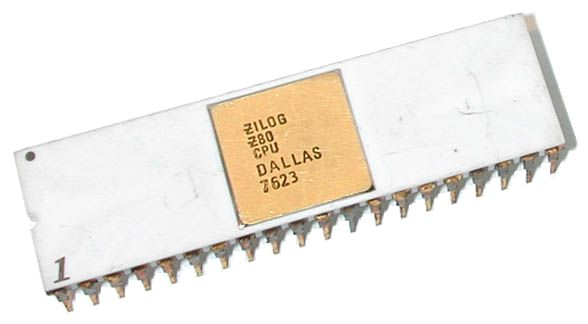 ZILOG
Z80
CPU
DALLAS
7623
1